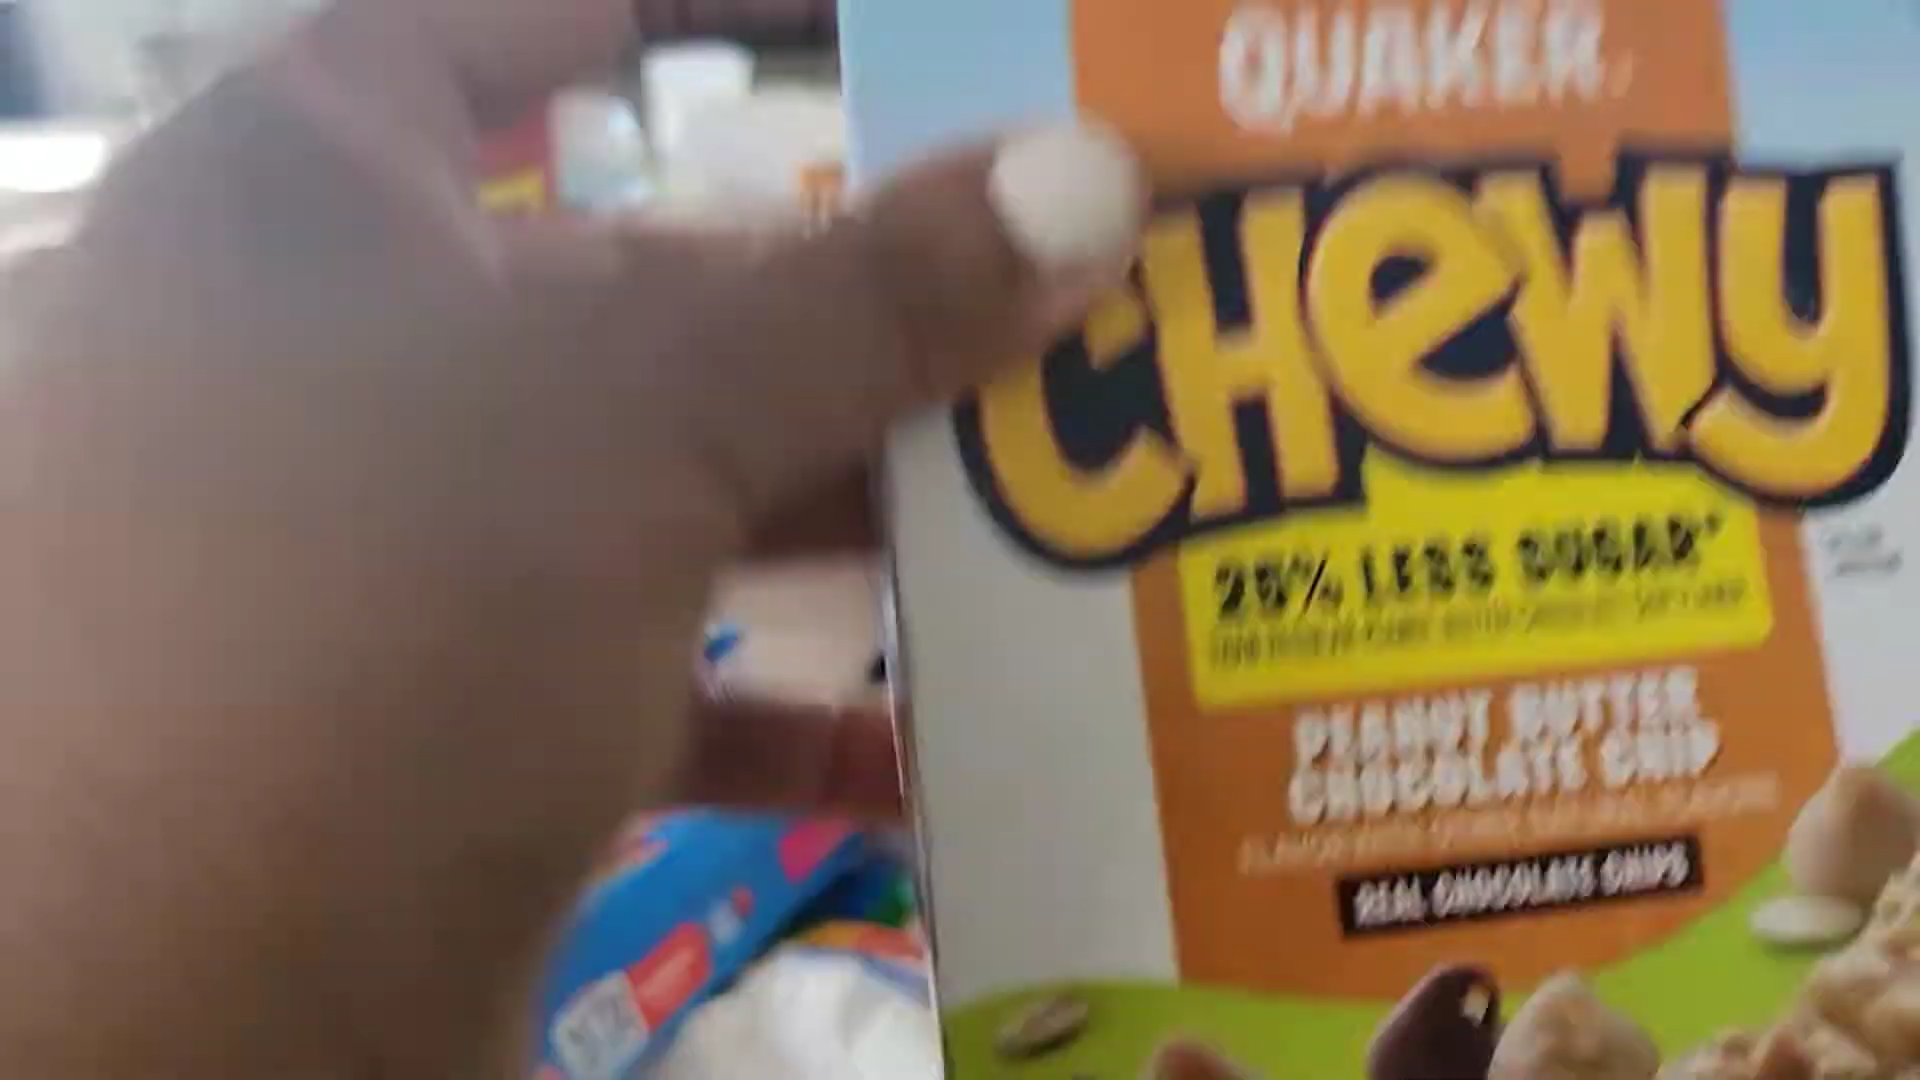 QUAKER
CHEWY
25% LESS SUGAR*
PEANUT BUTTER
CHOCOLATE CHIP
REAL CHOCOLATE CHIPS